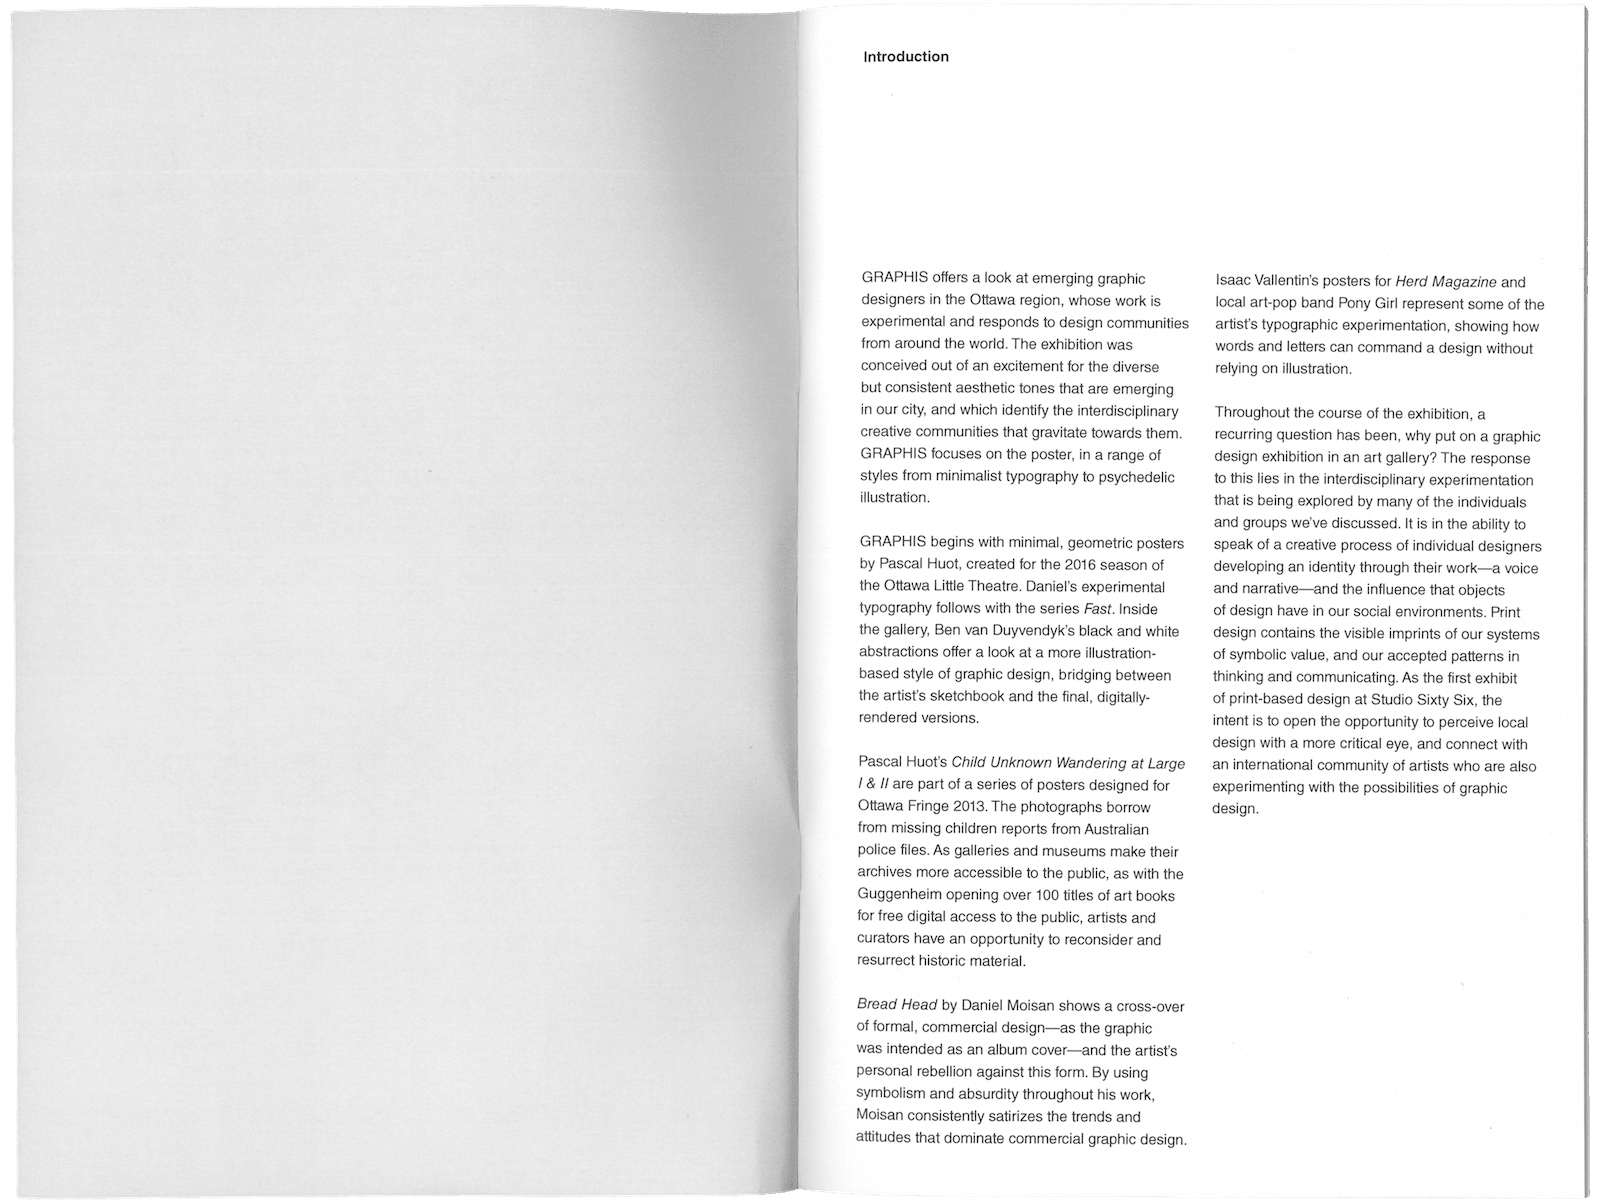 Introduction
GRAPHIS offers a look at emerging graphic
designers in the Ottawa region, whose work is
experimental and responds to design communities
from around the world. The exhibition was
conceived out of an excitement for the diverse
but consistent aesthetic tones that are emerging
in our city, and which identify the interdisciplinary
creative communities that gravitate towards them.
GRAPHIS focuses on the poster, in a range of
styles from minimalist typography to psychedelic
illustration.
GRAPHIS begins with minimal, geometric posters
by Pascal Huot, created for the 2016 season of
the Ottawa Little Theatre. Daniel's experimental
typography follows with the series Fast. Inside
the gallery, Ben van Duyvendyk's black and white
abstractions offer a look at a more illustration-
based style of graphic design, bridging between
the artist's sketchbook and the final, digitally-
rendered versions.
Pascal Huot's Child Unknown Wandering at Large
I & II are part of a series of posters designed for
Ottawa Fringe 2013. The photographs borrow
from missing children reports from Australian
police files. As galleries and museums make their
archives more accessible to the public, as with the
Guggenheim opening over 100 titles of art books
for free digital access to the public, artists and
curators have an opportunity to reconsider and
resurrect historic material.
Bread Head by Daniel Moisan shows a cross-over
of formal, commercial design—as the graphic
was intended as an album cover—and the artist's
personal rebellion against this form. By using
symbolism and absurdity throughout his work,
Moisan consistently satirizes the trends and
attitudes that dominate commercial graphic design.
Isaac Vallentin's posters for Herd Magazine and
local art-pop band Pony Girl represent some of the
artist's typographic experimentation, showing how
words and letters can command a design without
relying on illustration.
Throughout the course of the exhibition, a
recurring question has been, why put on a graphic
design exhibition in an art gallery? The response
to this lies in the interdisciplinary experimentation
that is being explored by many of the individuals
and groups we've discussed. It is in the ability to
speak of a creative process of individual designers
developing an identity through their work—a voice
and narrative—and the influence that objects
of design have in our social environments. Print
design contains the visible imprints of our systems
of symbolic value, and our accepted patterns in
thinking and communicating. As the first exhibit
of print-based design at Studio Sixty Six, the
intent is to open the opportunity to perceive local
design with a more critical eye, and connect with
an international community of artists who are also
experimenting with the possibilities of graphic
design.